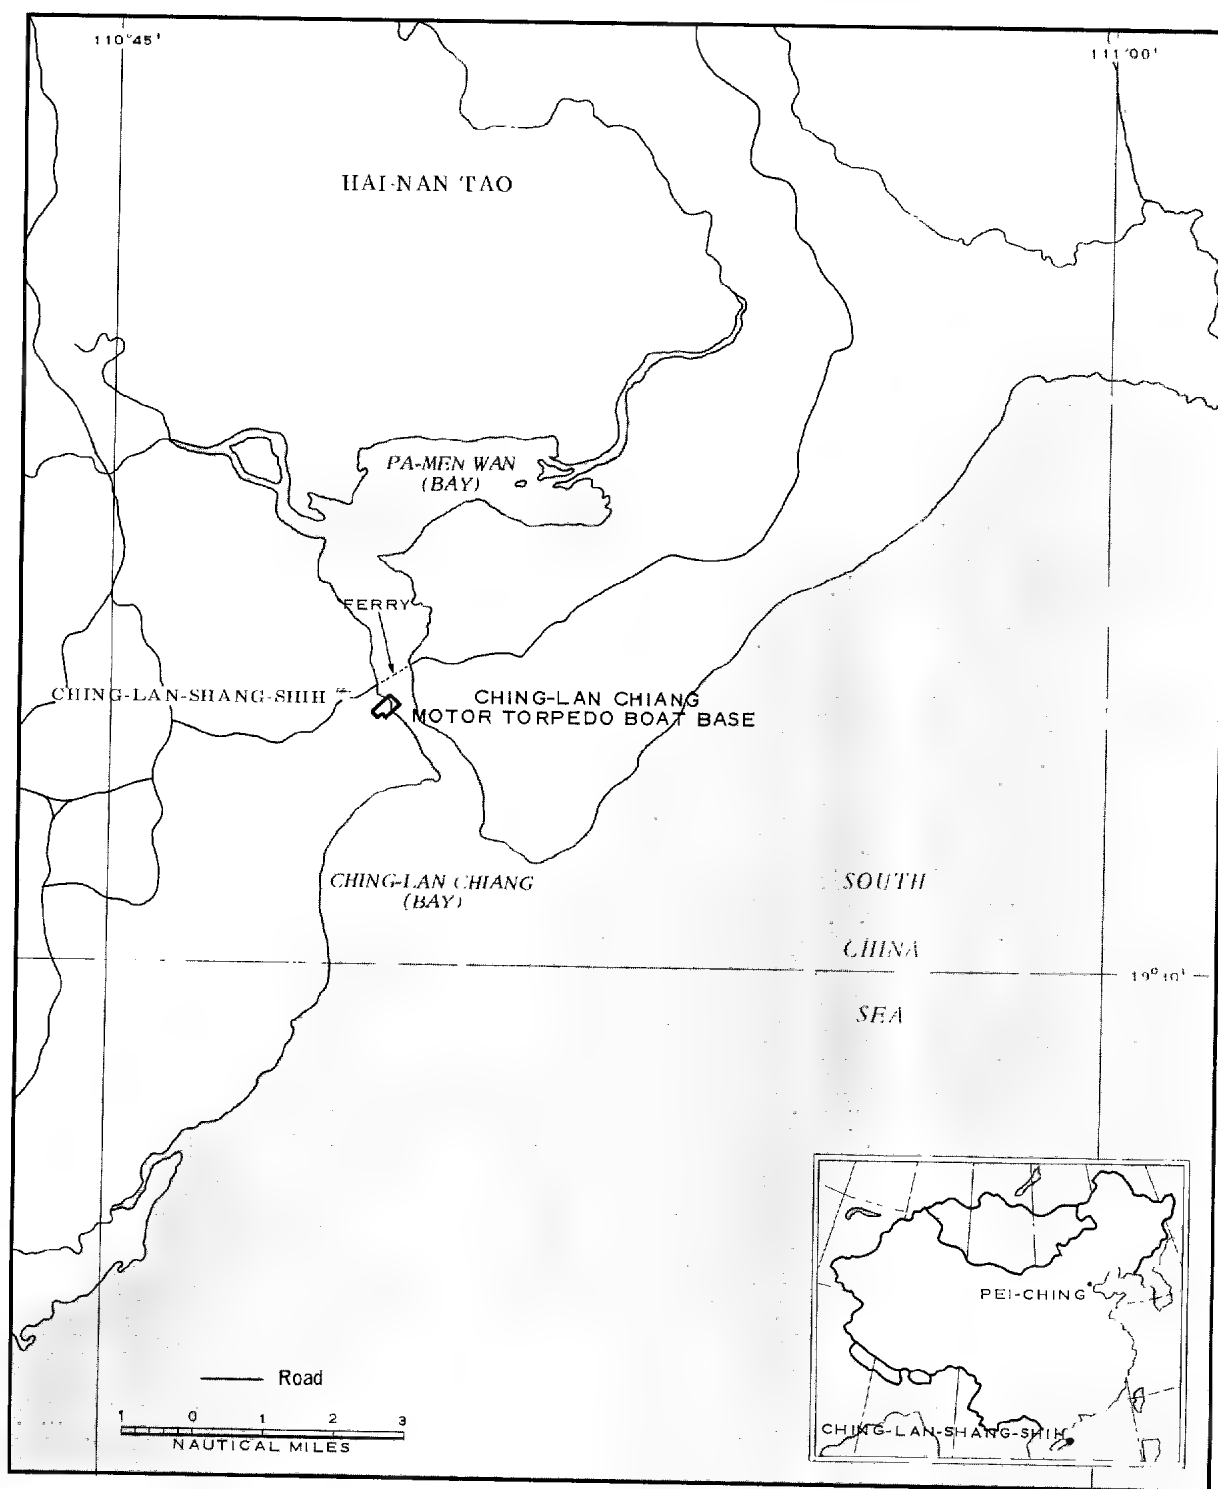 110°45'
111°00'
HAI-NAN TAO
PA-MEN WAN
(BAY)
FERRY
CHING-LAN-SHANG-SHIH
CHING-LAN CHIANG
MOTOR TORPEDO BOAT BASE
CHING-LAN CHIANG
(BAY)
SOUTH
CHINA
SEA
19°40'
PEI-CHING
CHING-LAN-SHANG-SHIH
Road
1 0 1 2 3
NAUTICAL MILES